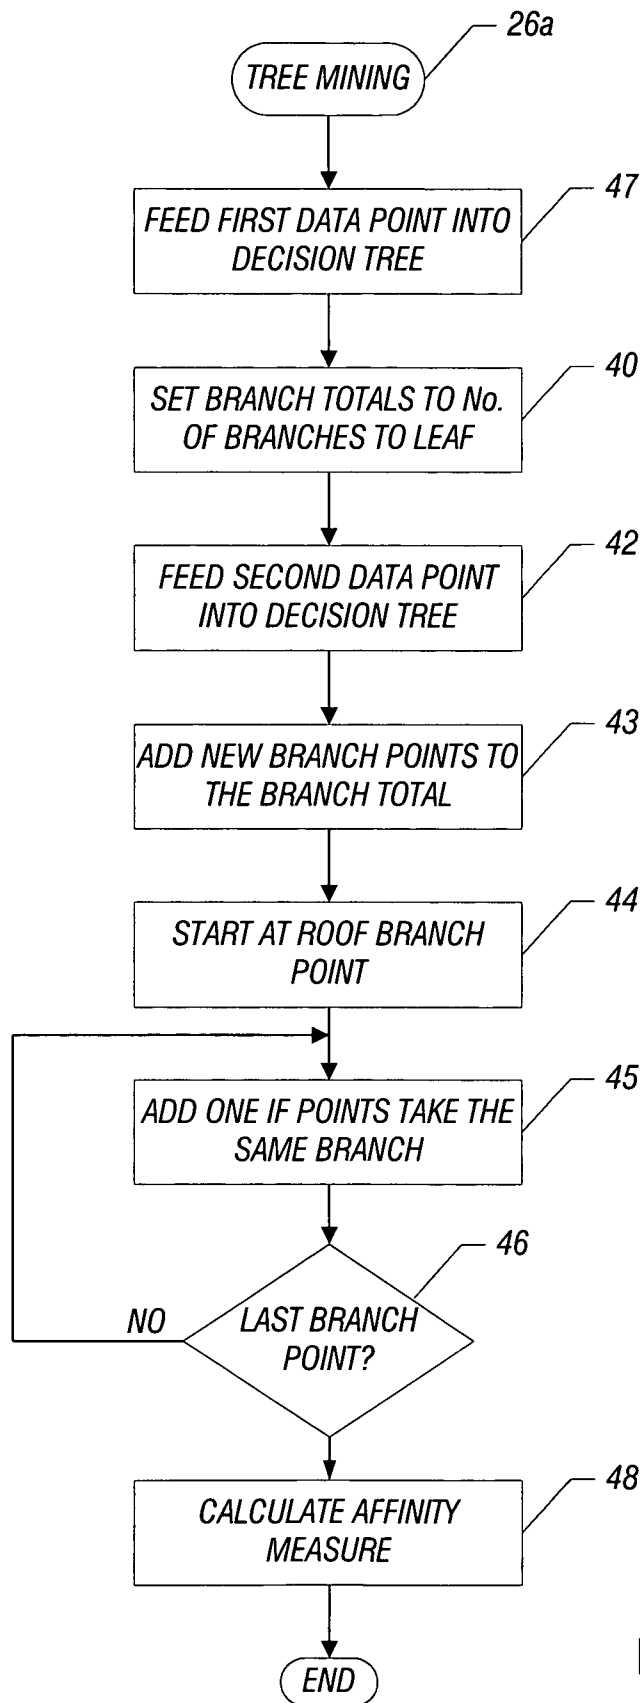 26a
TREE MINING
47
FEED FIRST DATA POINT INTO
DECISION TREE
40
SET BRANCH TOTALS TO No.
OF BRANCHES TO LEAF
42
FEED SECOND DATA POINT
INTO DECISION TREE
43
ADD NEW BRANCH POINTS TO
THE BRANCH TOTAL
44
START AT ROOF BRANCH
POINT
45
ADD ONE IF POINTS TAKE THE
SAME BRANCH
46
NO
LAST BRANCH
POINT?
48
CALCULATE AFFINITY
MEASURE
END